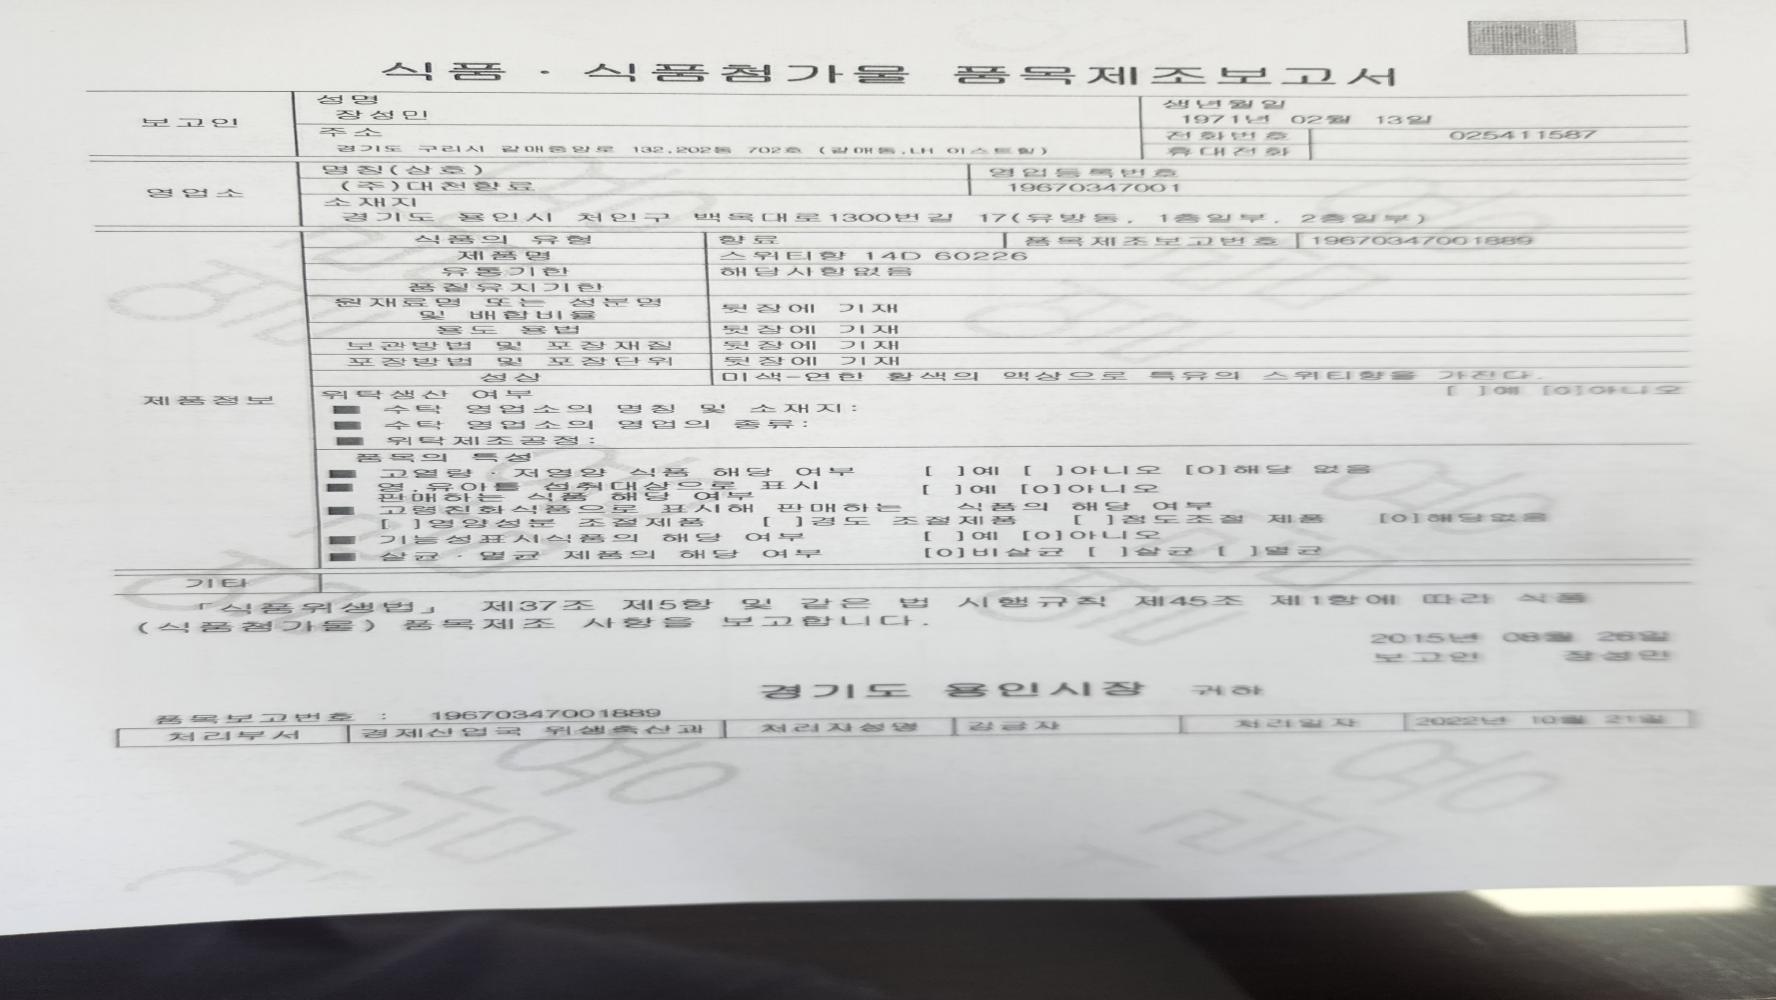 식품 · 식품첨가물 품목제조보고서
보고인
성명
장성민
생년월일
1971년 02월 13일
주소
경기도 구리시 갈매중앙로 132,202동 702호 (갈매동,LH 이스트힐)
전화번호 025411587
휴대전화
영업소
명칭(상호)
(주)대천향료
영업등록번호
19670347001
소재지
경기도 용인시 처인구 백옥대로1300번길 17(유방동, 1층일부, 2층일부)
제품정보
식품의 유형 향료 품목제조보고번호 19670347001889
제품명 스위티향 14D 60226
유통기한 해당사항없음
품질유지기한
원재료명 또는 성분명
및 배합비율 뒷장에 기재
용도 용법 뒷장에 기재
보관방법 및 포장재질 뒷장에 기재
포장방법 및 포장단위 뒷장에 기재
성상 미색-연한 황색의 액상으로 특유의 스위티향을 가진다.
위탁생산 여부 [ ]예 [O]아니오
■ 수탁 영업소의 명칭 및 소재지:
■ 수탁 영업소의 영업의 종류:
■ 위탁제조공정:
품목의 특성
■ 고열량 · 저영양 식품 해당 여부 [ ]예 [ ]아니오 [O]해당 없음
■ 영,유아를 섭취대상으로 표시
판매하는 식품 해당 여부 [ ]예 [O]아니오
■ 고령친화식품으로 표시해 판매하는 식품의 해당 여부
[ ]영양성분 조절제품 [ ]경도 조절제품 [ ]점도조절 제품 [O]해당없음
■ 기능성표시식품의 해당 여부 [ ]예 [O]아니오
■ 살균 · 멸균 제품의 해당 여부 [O]비살균 [ ]살균 [ ]멸균
기타
「식품위생법」 제37조 제5항 및 같은 법 시행규칙 제45조 제1항에 따라 식품
(식품첨가물) 품목제조 사항을 보고합니다.
2015년 08월 26일
보고인 장성민
경기도 용인시장 귀하
품목보고번호 : 19670347001889
처리부서 경제산업국 위생축산과 처리자성명 김금자 처리일자 2022년 10월 21일